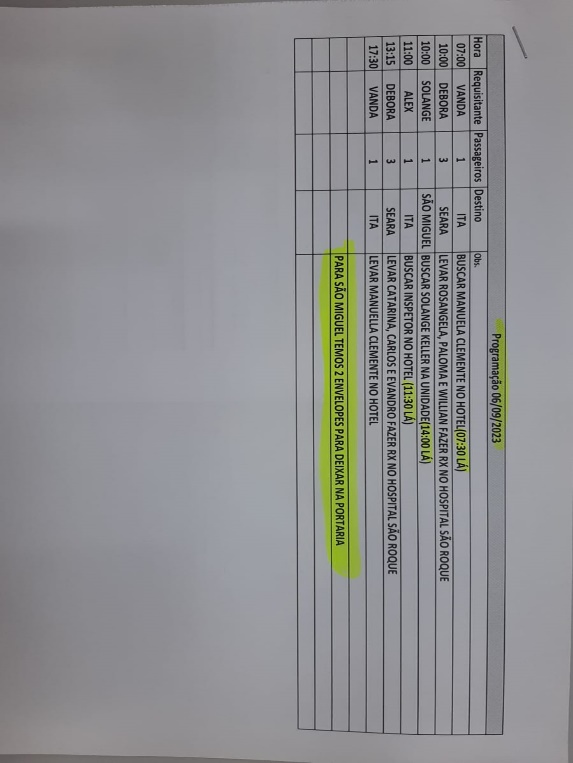 Programação 06/09/2023
Hora Requisitante Passageiros Destino Obs.
07:00 VANDA 1 ITA BUSCAR MANUELA CLEMENTE NO HOTEL(07:30 LÁ)
10:00 DEBORA 3 SEARA LEVAR ROSANGELA, PALOMA E WILLIAN FAZER RX NO HOSPITAL SÃO ROQUE
10:00 SOLANGE 1 SÃO MIGUEL BUSCAR SOLANGE KELLER NA UNIDADE(14:00 LÁ)
11:00 ALEX 1 ITA BUSCAR INSPETOR NO HOTEL (11:30 LÁ)
13:15 DEBORA 3 SEARA LEVAR CATARINA, CARLOS E EVANDRO FAZER RX NO HOSPITAL SÃO ROQUE
17:30 VANDA 1 ITA LEVAR MANUELLA CLEMENTE NO HOTEL
PARA SÃO MIGUEL TEMOS 2 ENVELOPES PARA DEIXAR NA PORTARIA